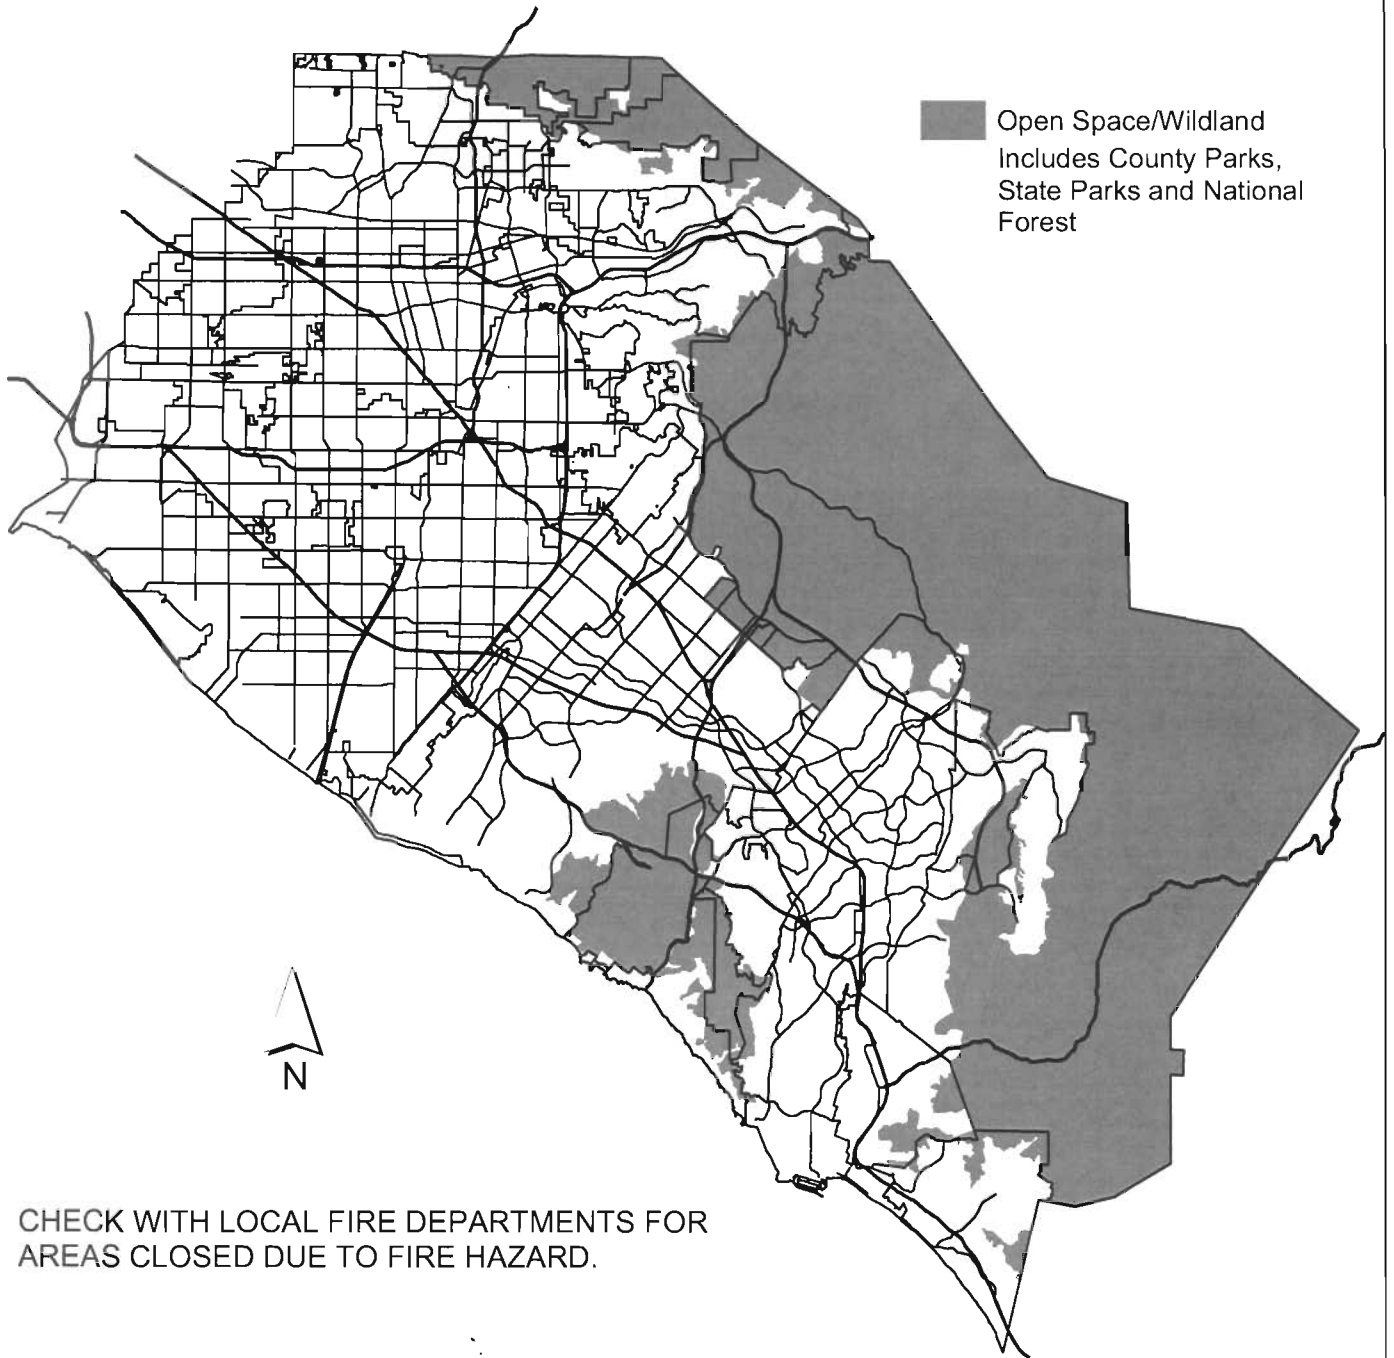 Open Space/Wildland
Includes County Parks,
State Parks and National
Forest
N
CHECK WITH LOCAL FIRE DEPARTMENTS FOR
AREAS CLOSED DUE TO FIRE HAZARD.